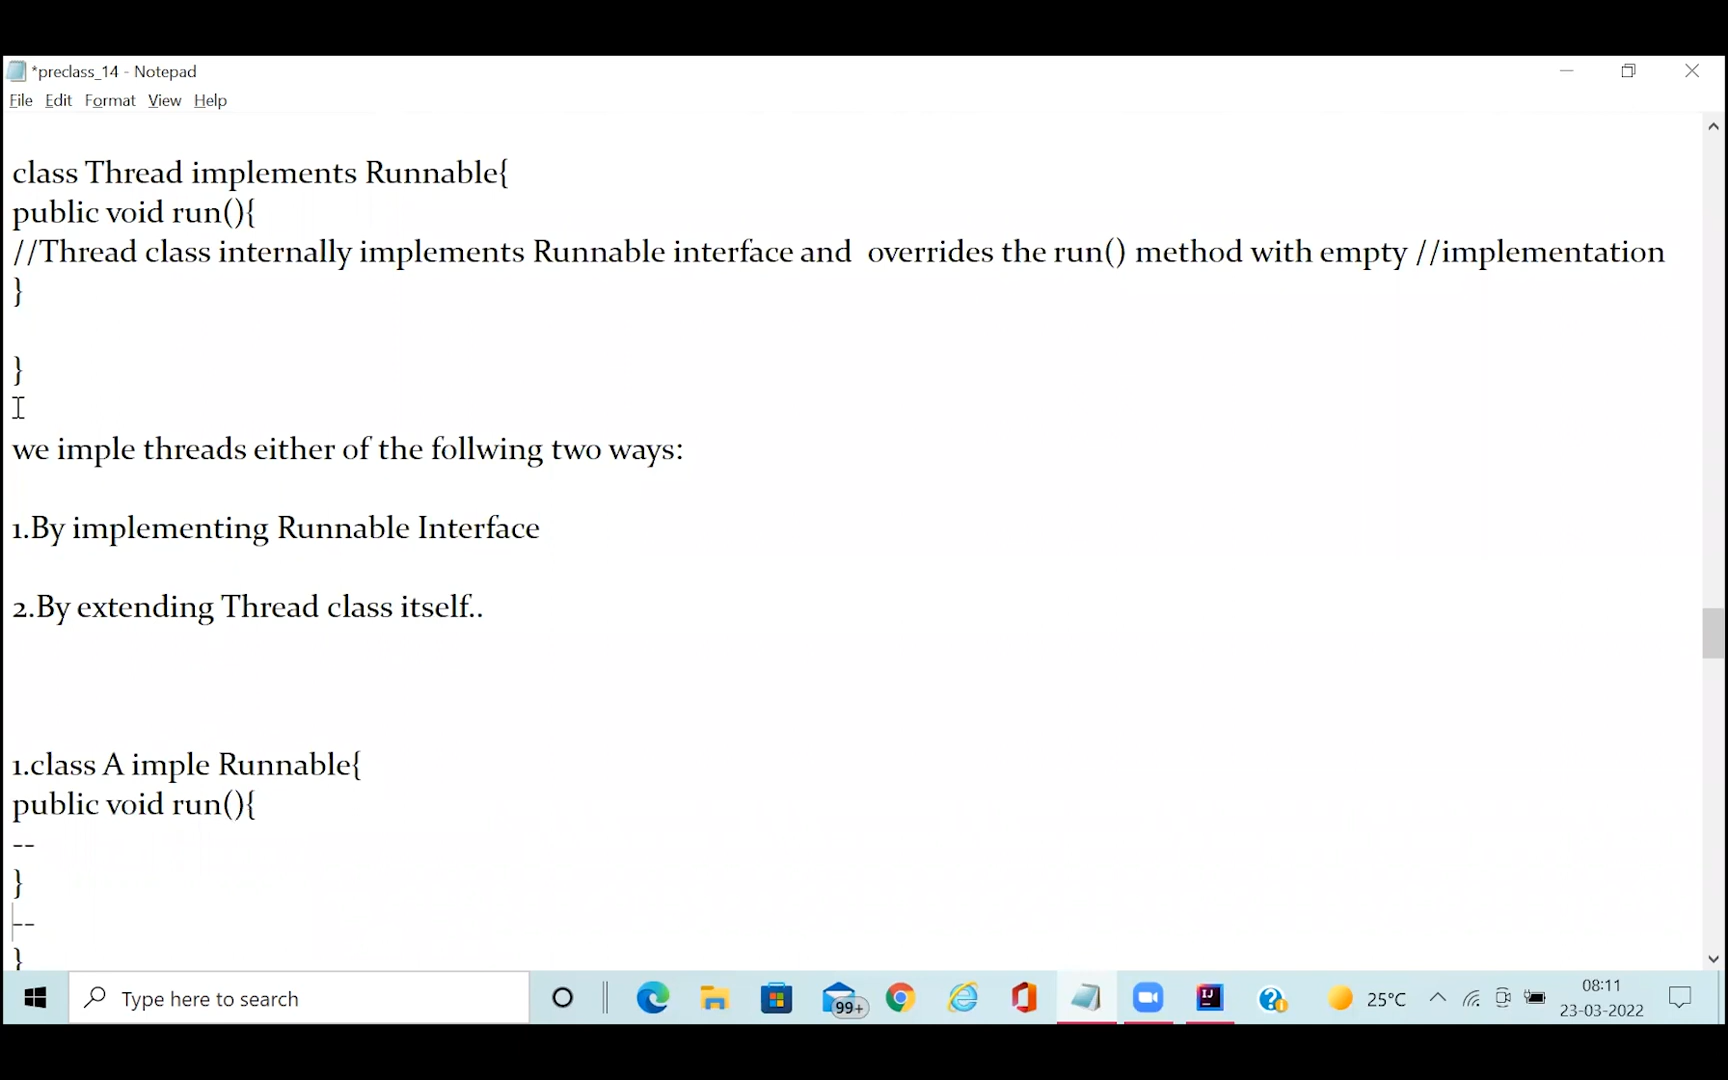 *preclass_14 - Notepad
File Edit Format View Help
class Thread implements Runnable{
public void run(){
//Thread class internally implements Runnable interface and  overrides the run() method with empty //implementation
}
}
we imple threads either of the follwing two ways:
1.By implementing Runnable Interface
2.By extending Thread class itself..
1.class A imple Runnable{
public void run(){
--
}
--
}
Type here to search
99+
IJ
25°C
08:11
23-03-2022